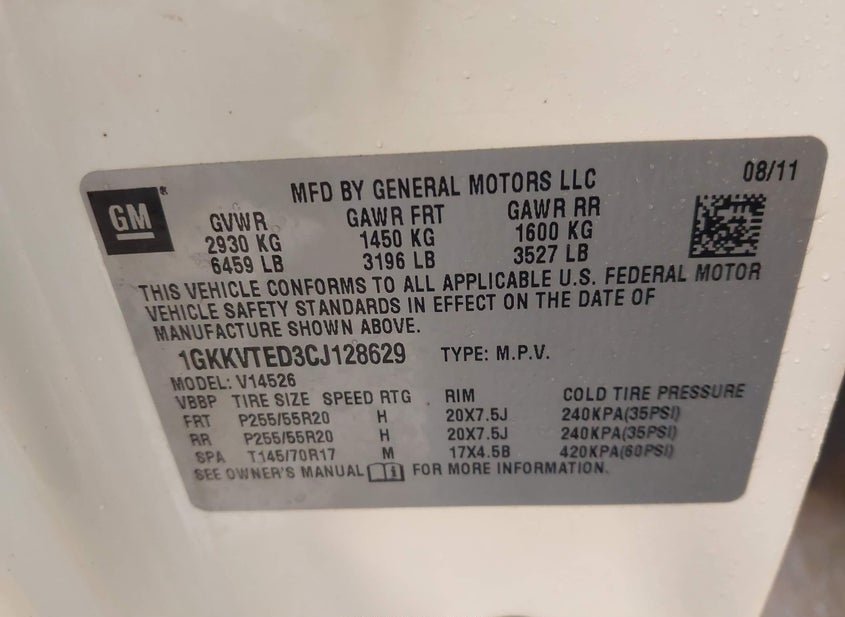 GM®
MFD BY GENERAL MOTORS LLC
08/11
GVWR GAWR FRT GAWR RR
2930 KG 1450 KG 1600 KG
6459 LB 3196 LB 3527 LB
THIS VEHICLE CONFORMS TO ALL APPLICABLE U.S. FEDERAL MOTOR
VEHICLE SAFETY STANDARDS IN EFFECT ON THE DATE OF
MANUFACTURE SHOWN ABOVE.
1GKKVTED3CJ128629 TYPE: M.P.V.
MODEL: V14526
VBBP TIRE SIZE SPEED RTG RIM COLD TIRE PRESSURE
FRT P255/55R20 H 20X7.5J 240KPA(35PSI)
RR P255/55R20 H 20X7.5J 240KPA(35PSI)
SPA T145/70R17 M 17X4.5B 420KPA(60PSI)
SEE OWNER'S MANUAL FOR MORE INFORMATION.